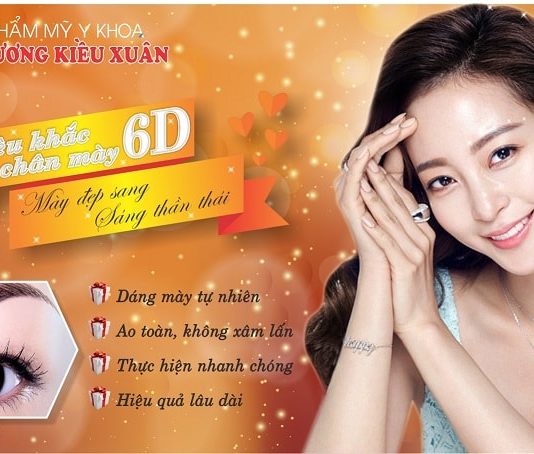 HẨM MỸ Y KHOA
ƯƠNG KIỀU XUÂN
êu khắc
chân mày 6D
Mày đẹp sang
Sáng thần thái
Dáng mày tự nhiên
Ao toàn, không xâm lấn
Thực hiện nhanh chóng
Hiệu quả lâu dài